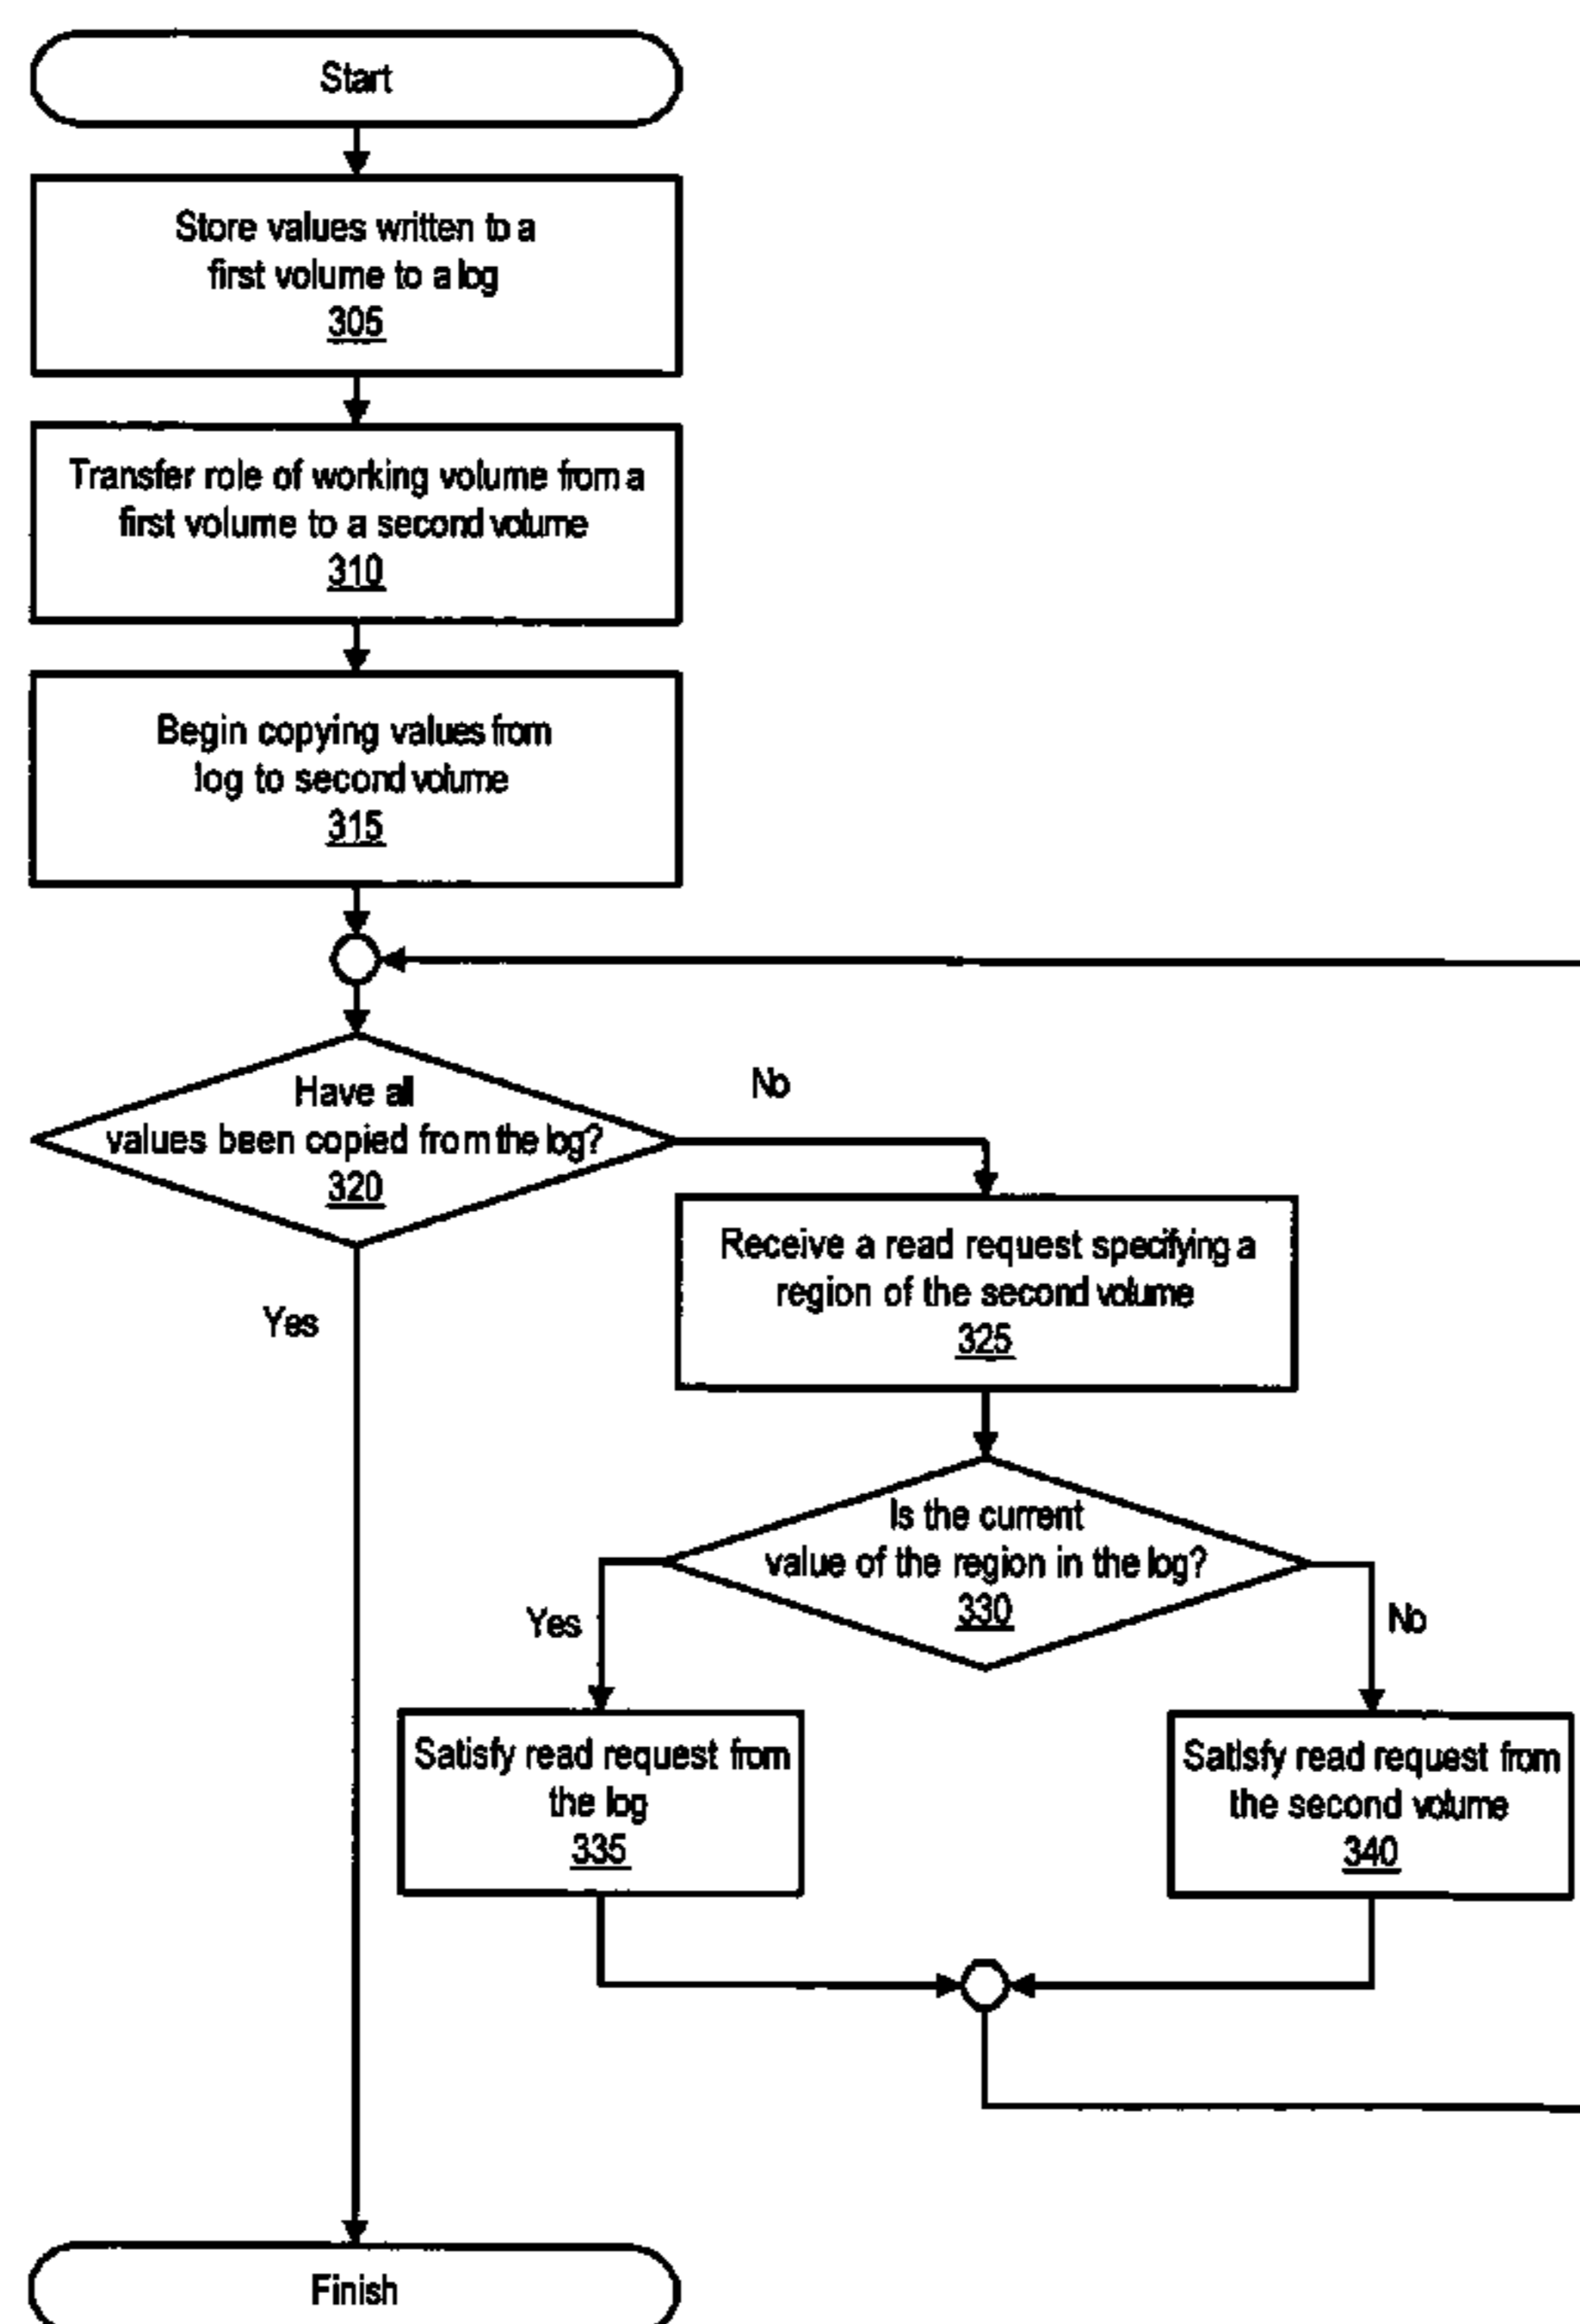 Start
Store values written to a
first volume to a log
305
Transfer role of working volume from a
first volume to a second volume
310
Begin copying values from
log to second volume
315
Have all
values been copied from the log?
320
No
Yes
Receive a read request specifying a
region of the second volume
325
Is the current
value of the region in the log?
330
Yes
No
Satisfy read request from
the log
335
Satisfy read request from
the second volume
340
Finish